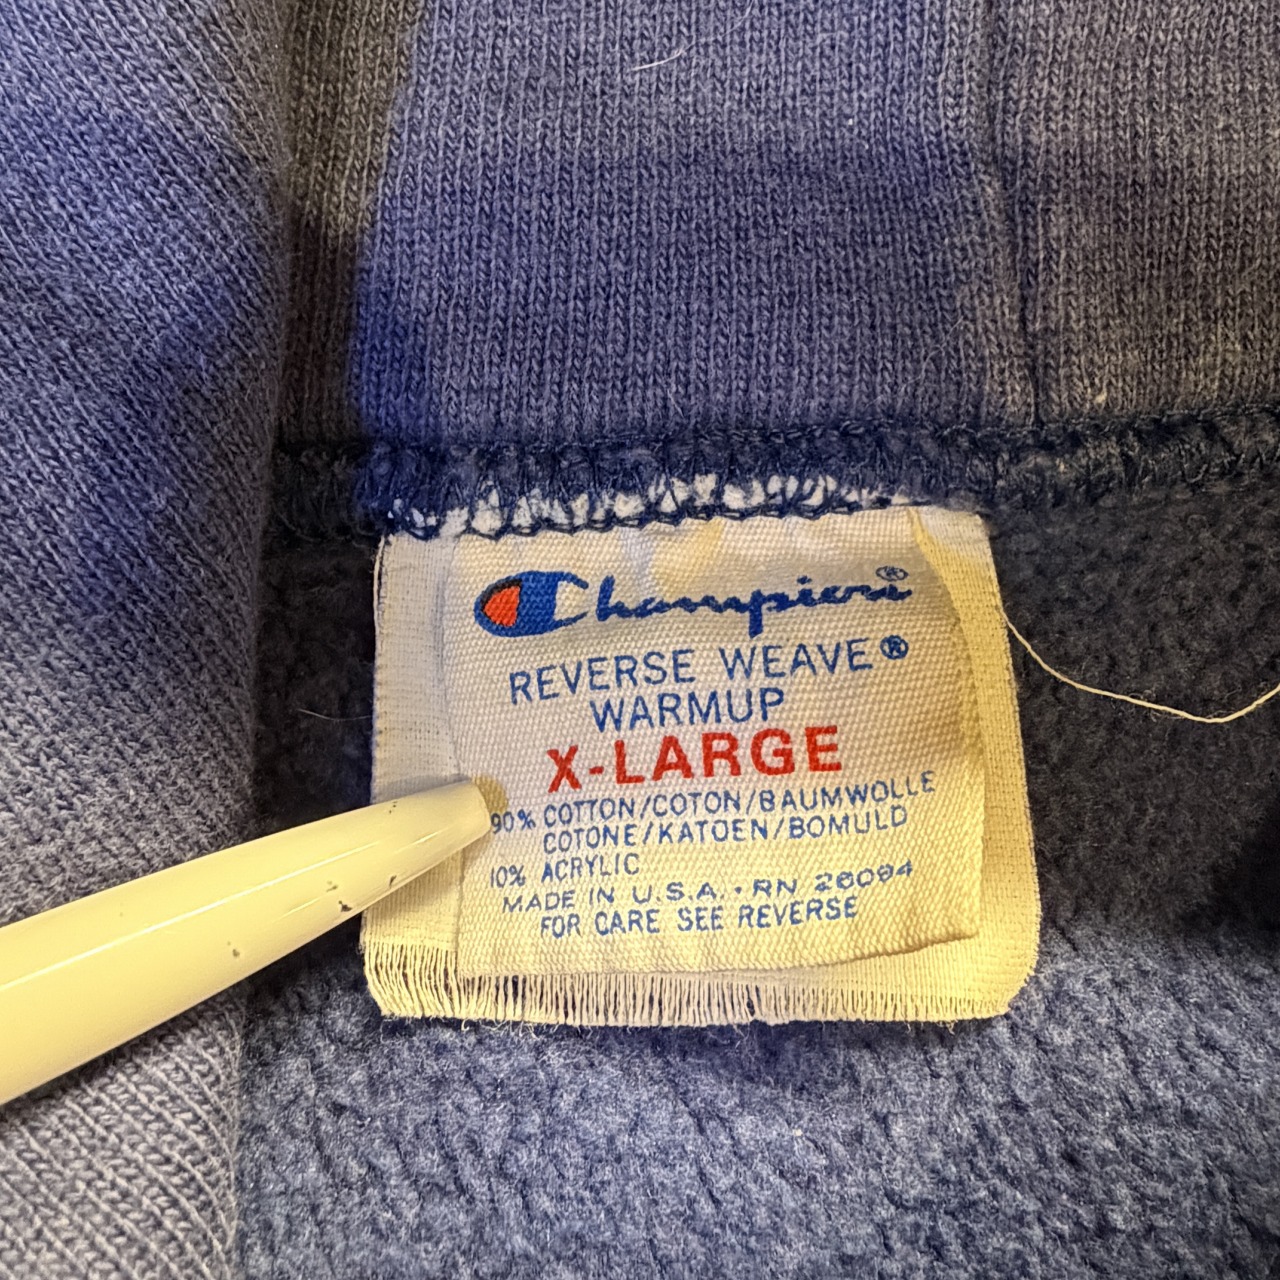 Champion®
REVERSE WEAVE®
WARMUP
X-LARGE
90% COTTON/COTON/BAUMWOLLE
COTONE/KATOEN/BOMULD
10% ACRYLIC
MADE IN U.S.A. • RN 26094
FOR CARE SEE REVERSE